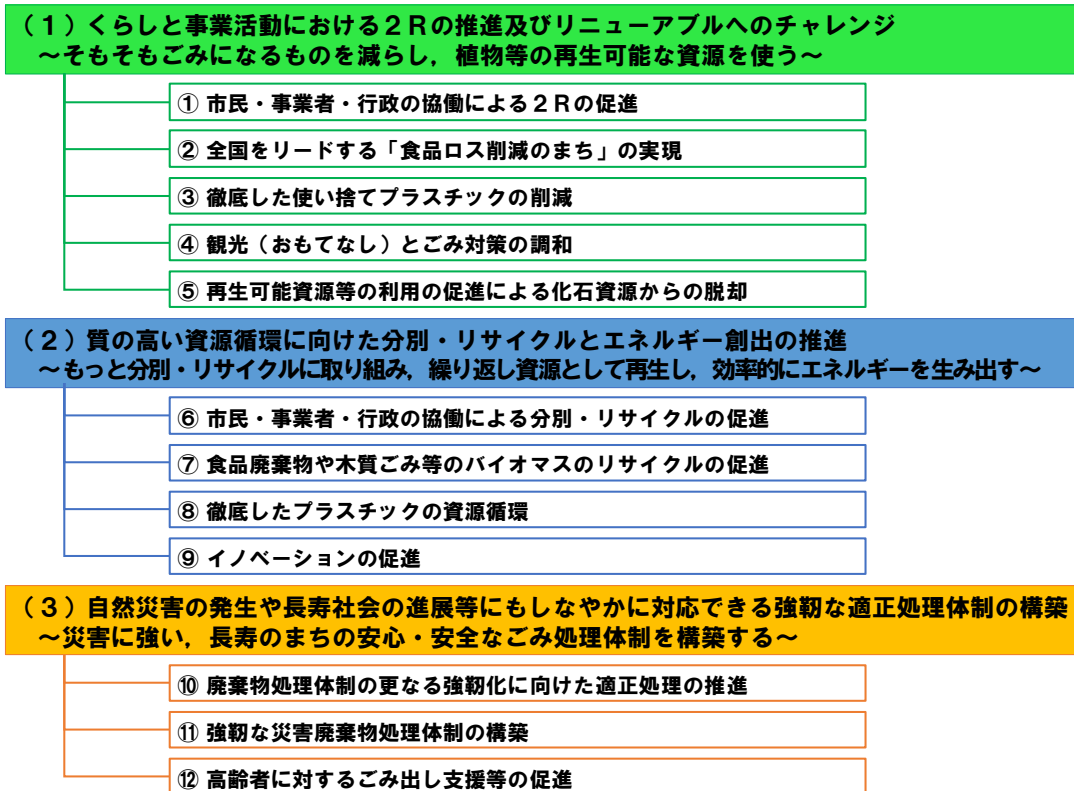 （１）くらしと事業活動における２Ｒの推進及びリニューアブルへのチャレンジ
～そもそもごみになるものを減らし，植物等の再生可能な資源を使う～
① 市民・事業者・行政の協働による２Ｒの促進
② 全国をリードする「食品ロス削減のまち」の実現
③ 徹底した使い捨てプラスチックの削減
④ 観光（おもてなし）とごみ対策の調和
⑤ 再生可能資源等の利用の促進による化石資源からの脱却
（２）質の高い資源循環に向けた分別・リサイクルとエネルギー創出の推進
～もっと分別・リサイクルに取り組み，繰り返し資源として再生し，効率的にエネルギーを生み出す～
⑥ 市民・事業者・行政の協働による分別・リサイクルの促進
⑦ 食品廃棄物や木質ごみ等のバイオマスのリサイクルの促進
⑧ 徹底したプラスチックの資源循環
⑨ イノベーションの促進
（３）自然災害の発生や長寿社会の進展等にもしなやかに対応できる強靭な適正処理体制の構築
～災害に強い，長寿のまちの安心・安全なごみ処理体制を構築する～
⑩ 廃棄物処理体制の更なる強靭化に向けた適正処理の推進
⑪ 強靭な災害廃棄物処理体制の構築
⑫ 高齢者に対するごみ出し支援等の促進